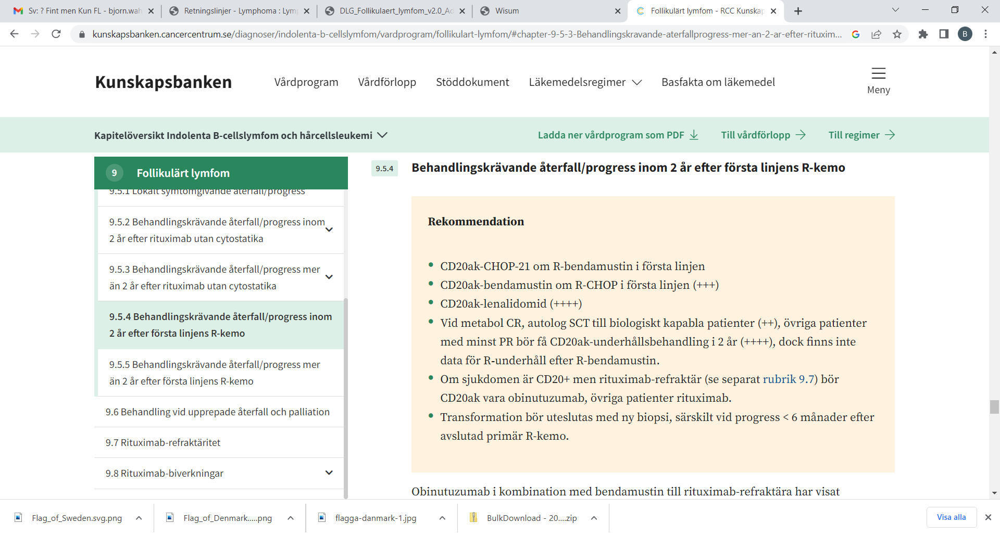 Sv: ? Fint men Kun FL - bjorn.wah
Retningslinjer - Lymphoma : Lymp
DLG_Follikulaert_lymfom_v2.0_Ad
Wisum
Follikulärt lymfom - RCC Kunskap
kunskapsbanken.cancercentrum.se/diagnoser/indolenta-b-cellslymfom/vardprogram/follikulart-lymfom/#chapter-9-5-3-Behandlingskravande-aterfallprogress-mer-an-2-ar-efter-rituxim...
B
Kunskapsbanken
Vårdprogram
Vårdförlopp
Stöddokument
Läkemedelsregimer
Basfakta om läkemedel
Meny
Kapitelöversikt Indolenta B-cellslymfom och hårcellsleukemi
Ladda ner vårdprogram som PDF
Till vårdförlopp
Till regimer
9 Follikulärt lymfom
9.5.1 Lokalt symtomgivande återfall/progress
9.5.2 Behandlingskrävande återfall/progress inom
2 år efter rituximab utan cytostatika
9.5.3 Behandlingskrävande återfall/progress mer
än 2 år efter rituximab utan cytostatika
9.5.4 Behandlingskrävande återfall/progress inom
2 år efter första linjens R-kemo
9.5.5 Behandlingskrävande återfall/progress mer
än 2 år efter första linjens R-kemo
9.6 Behandling vid upprepade återfall och palliation
9.7 Rituximab-refraktäritet
9.8 Rituximab-biverkningar
9.5.4 Behandlingskrävande återfall/progress inom 2 år efter första linjens R-kemo
Rekommendation
• CD20ak-CHOP-21 om R-bendamustin i första linjen
• CD20ak-bendamustin om R-CHOP i första linjen (+++)
• CD20ak-lenalidomid (++++)
• Vid metabol CR, autolog SCT till biologiskt kapabla patienter (++), övriga patienter
med minst PR bör få CD20ak-underhållsbehandling i 2 år (++++), dock finns inte
data för R-underhåll efter R-bendamustin.
• Om sjukdomen är CD20+ men rituximab-refraktär (se separat rubrik 9.7) bör
CD20ak vara obinutuzumab, övriga patienter rituximab.
• Transformation bör uteslutas med ny biopsi, särskilt vid progress < 6 månader efter
avslutad primär R-kemo.
Obinutuzumab i kombination med bendamustin till rituximab-refraktära har visat
Flag_of_Sweden.svg.png
Flag_of_Denmark.....png
flagga-danmark-1.jpg
BulkDownload - 20....zip
Visa alla